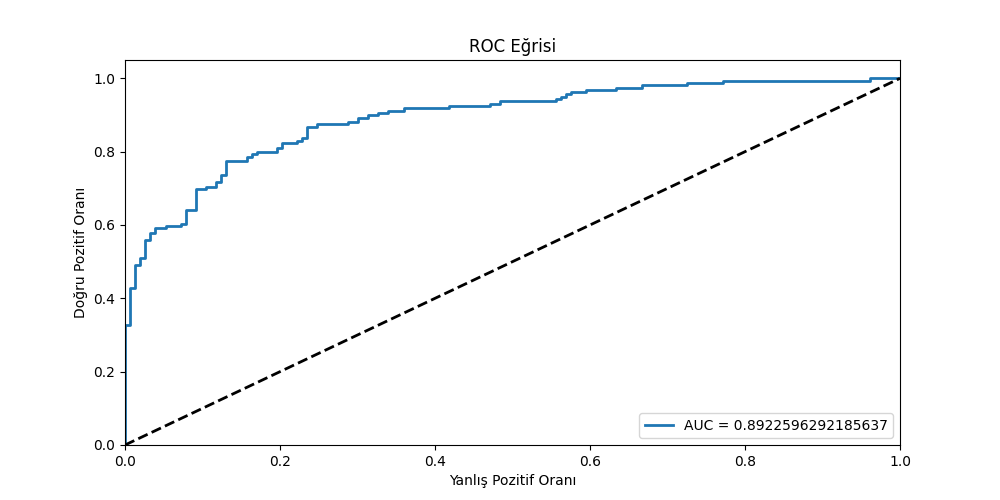 ROC Eğrisi
Doğru Pozitif Oranı
1.0
0.8
0.6
0.4
0.2
0.0
0.0 0.2 0.4 0.6 0.8 1.0
Yanlış Pozitif Oranı
AUC = 0.8922596292185637